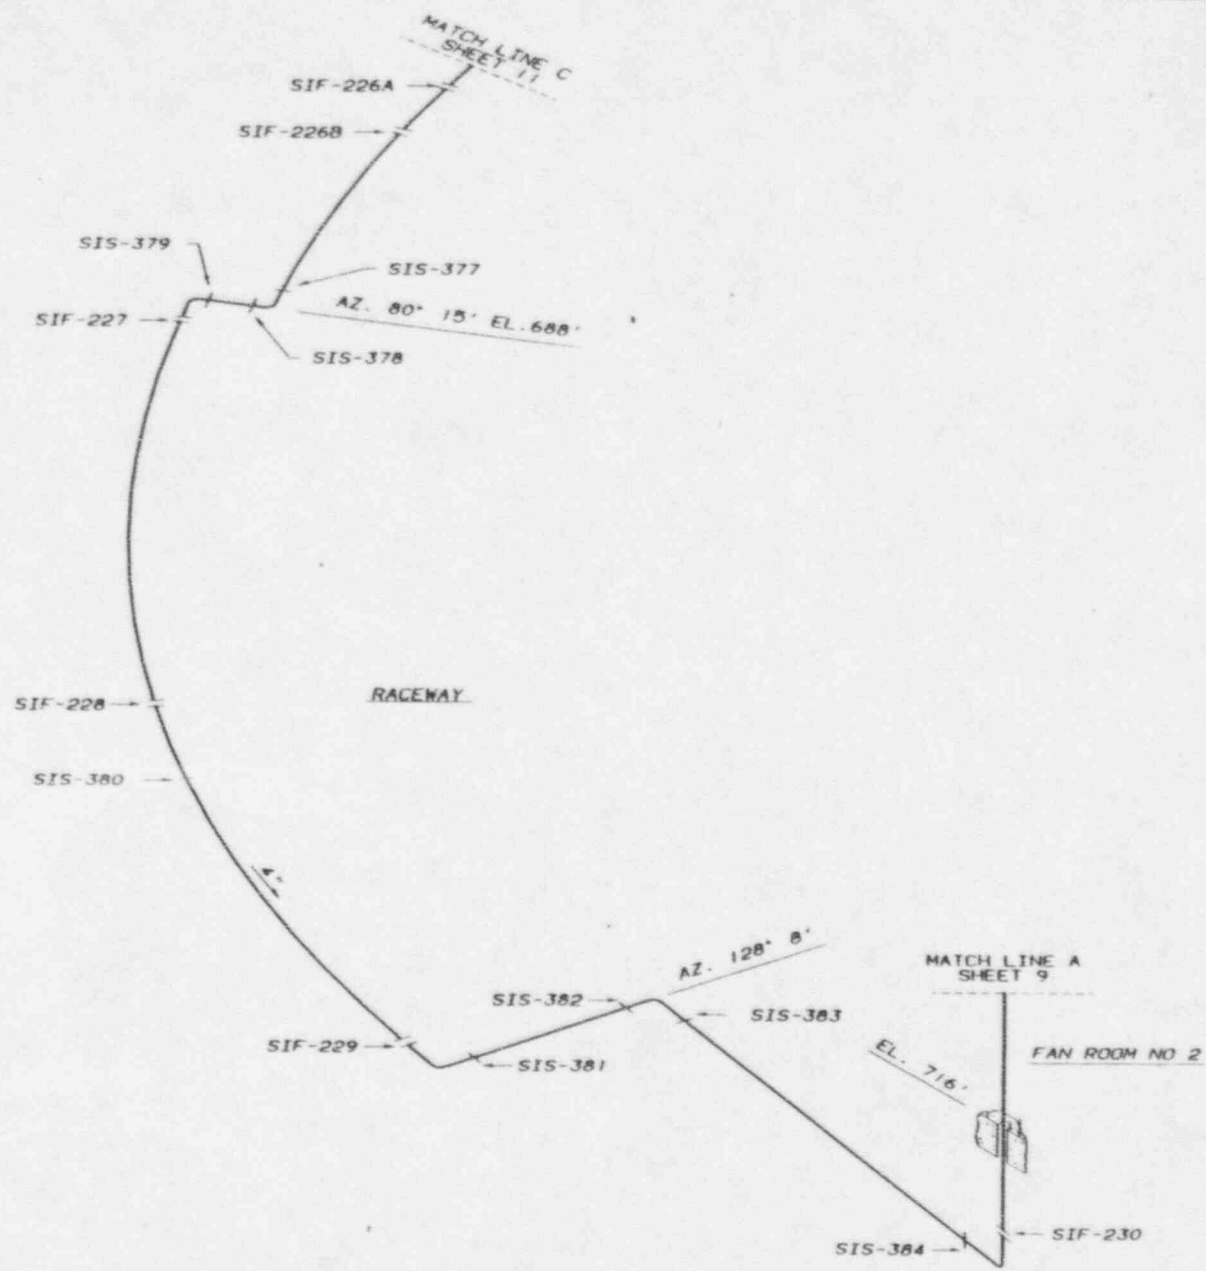 MATCH LINE C
SHEET 11
SIF-226A
SIF-226B
SIS-379
SIS-377
SIF-227
AZ. 80° 15' EL. 688'
SIS-378
SIF-228
RACEWAY
SIS-380
4"
AZ. 128° 8'
MATCH LINE A
SHEET 9
SIS-382
SIS-383
SIF-229
SIS-381
EL. 716'
FAN ROOM NO 2
SIF-230
SIS-384